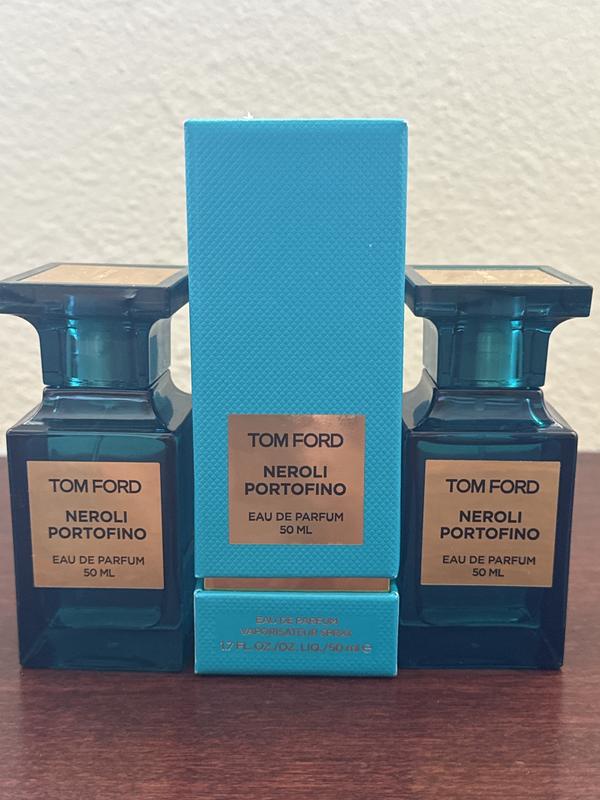 TOM FORD
NEROLI
PORTOFINO
EAU DE PARFUM
50 ML
TOM FORD
NEROLI
PORTOFINO
EAU DE PARFUM
50 ML
EAU DE PARFUM
VAPORISATEUR SPRAY
1.7 FL. OZ./OZ. LIQ./50 ml ℮
TOM FORD
NEROLI
PORTOFINO
EAU DE PARFUM
50 ML